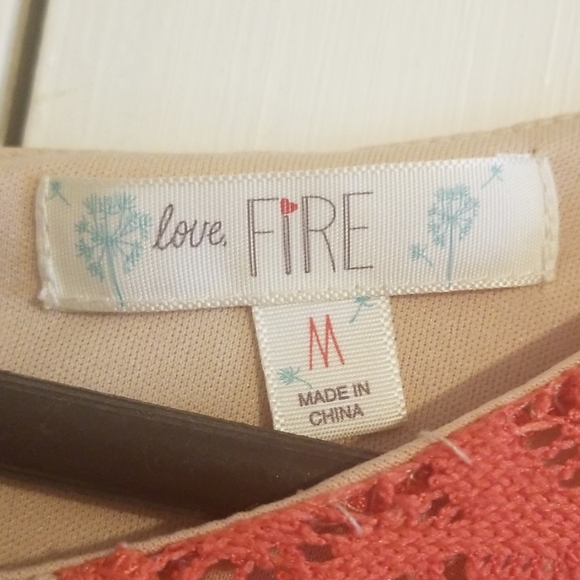 love, FiRE
M
MADE IN
CHINA